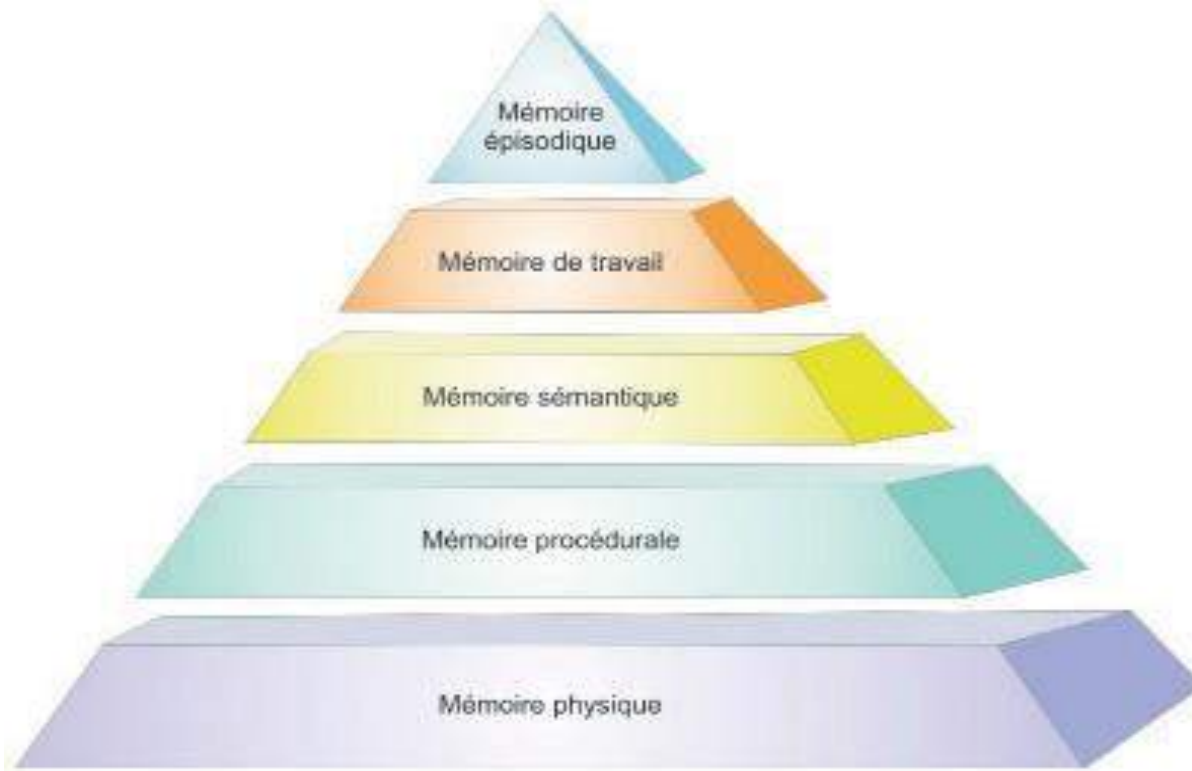 Mémoire
épisodique
Mémoire de travail
Mémoire sémantique
Mémoire procédurale
Mémoire physique